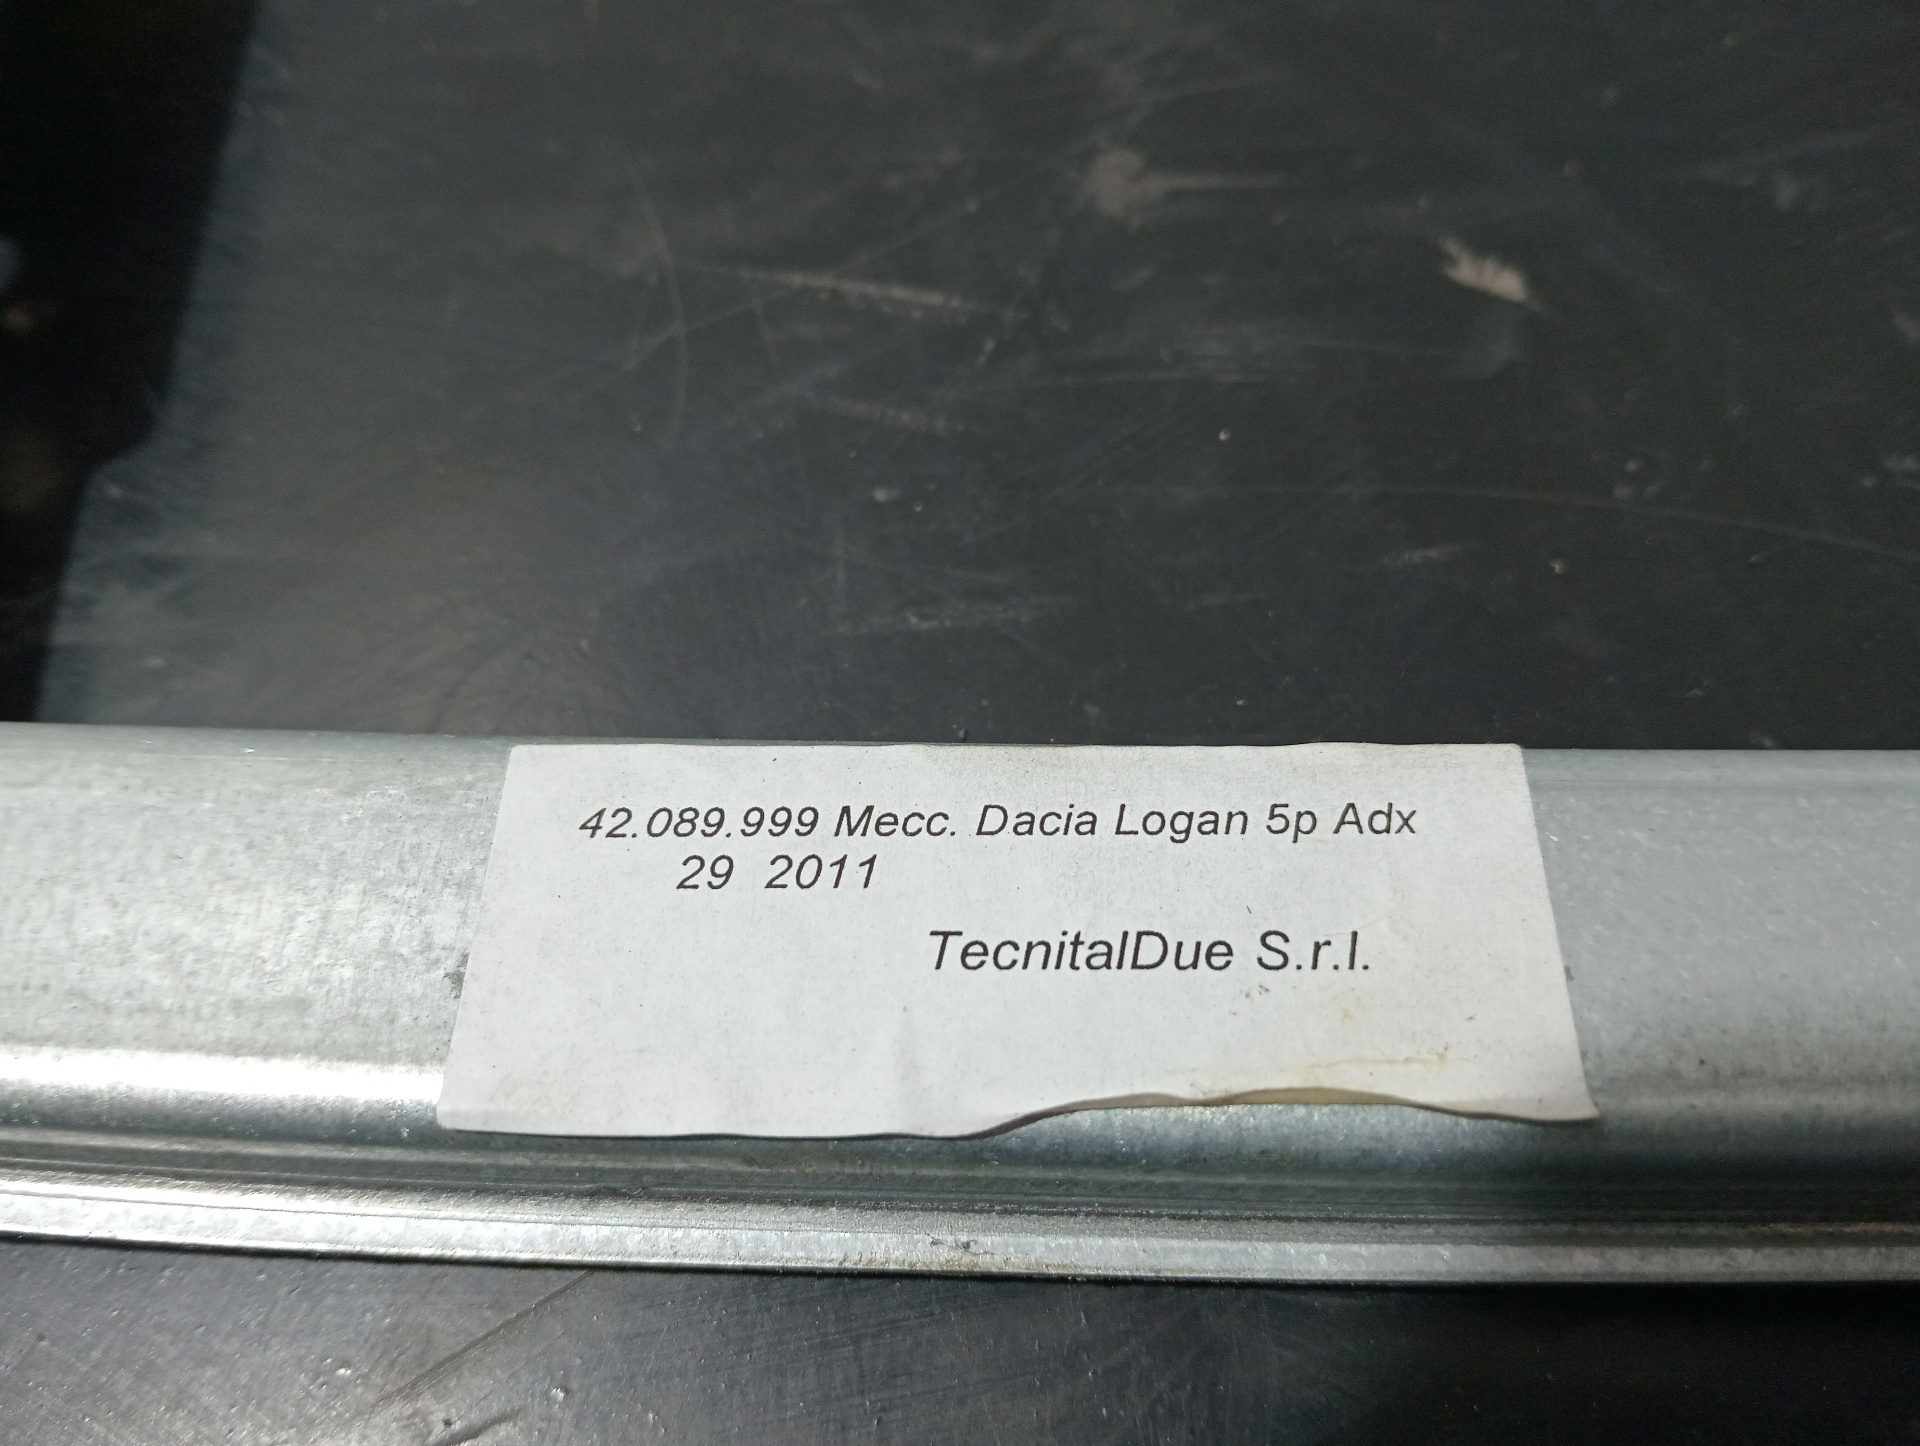 42.089.999 Mecc. Dacia Logan 5p Adx
29 2011
TecnitalDue S.r.l.